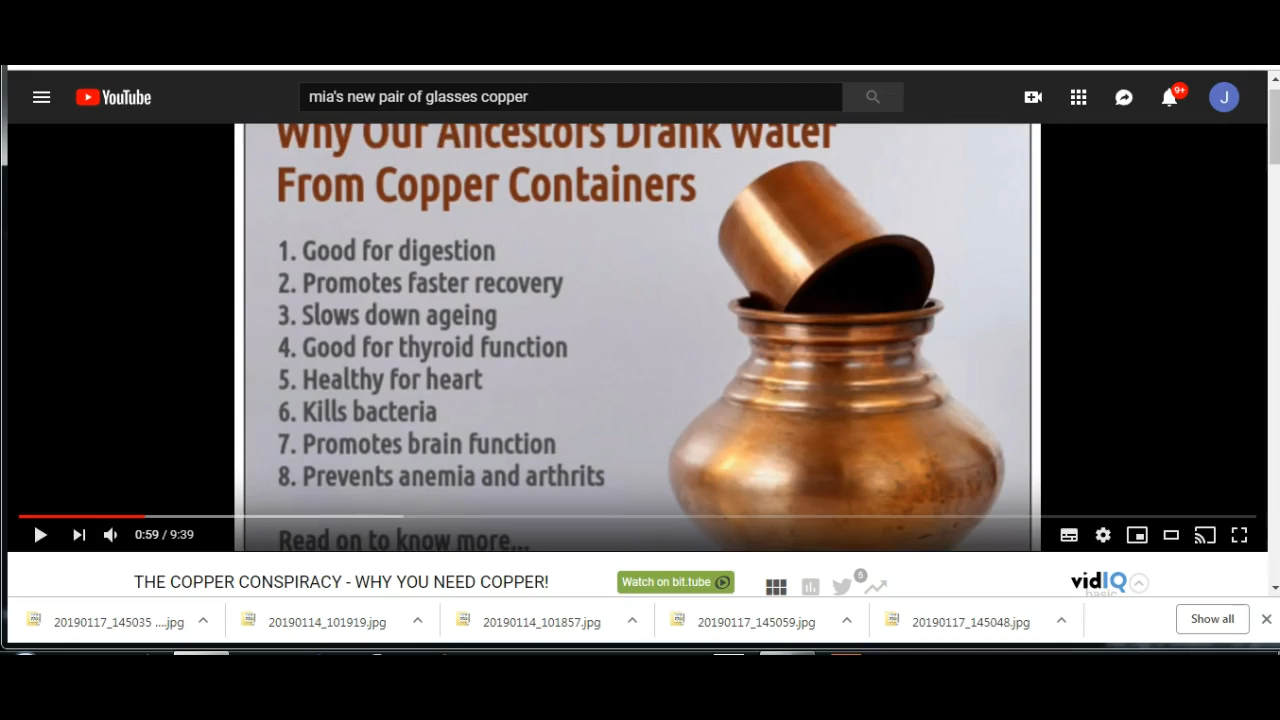 YouTube
mia's new pair of glasses copper
9+
J
Why Our Ancestors Drank Water
From Copper Containers
1. Good for digestion
2. Promotes faster recovery
3. Slows down ageing
4. Good for thyroid function
5. Healthy for heart
6. Kills bacteria
7. Promotes brain function
8. Prevents anemia and arthrits
Read on to know more...
0:59 / 9:39
THE COPPER CONSPIRACY - WHY YOU NEED COPPER!
Watch on bit.tube
6
vidIQ
basic
20190117_145035 ....jpg
20190114_101919.jpg
20190114_101857.jpg
20190117_145059.jpg
20190117_145048.jpg
Show all